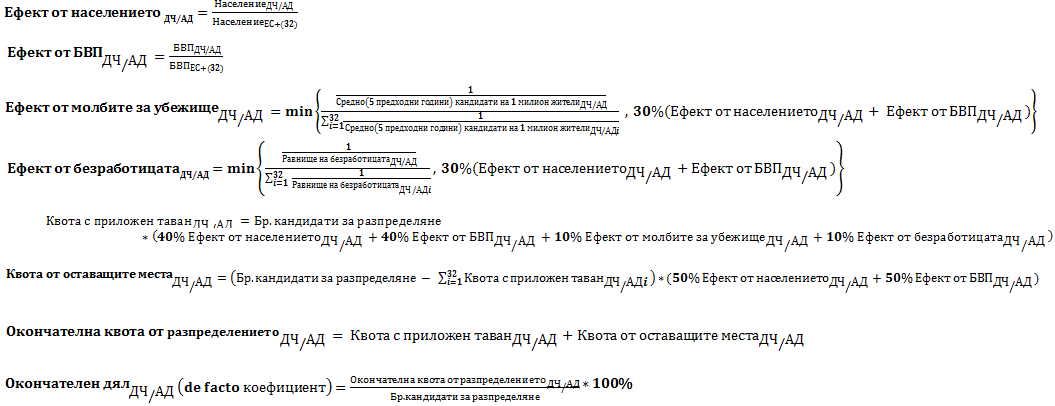 Ефект от населението ДЧ/АД = Население ДЧ/АД / Население ЕС+(32)
Ефект от БВП ДЧ/АД = БВП ДЧ/АД / БВП ЕС+(32)
Ефект от молбите за убежище ДЧ/АД = min{ 1 / Средно(5 предходни години) кандидати на 1 милион жители ДЧ/АД / ∑ 32 i=1 1 / Средно(5 предходни години) кандидати на 1 милион жители ДЧ/АДi , 30%(Ефект от населението ДЧ/АД + Ефект от БВП ДЧ/АД )}
Ефект от безработицата ДЧ/АД = min{ 1 / Равнище на безработицата ДЧ/АД / ∑ 32 i=1 1 / Равнище на безработицата ДЧ/АДi , 30%(Ефект от населението ДЧ/АД + Ефект от БВП ДЧ/АД )}
Квота с приложен таван ДЧ ,АЛ = Бр. кандидати за разпределяне
* (40% Ефект от населението ДЧ/АД + 40% Ефект от БВП ДЧ/АД + 10% Ефект от молбите за убежище ДЧ/АД + 10% Ефект от безработицата ДЧ/АД )
Квота от оставащите места ДЧ/АД = (Бр. кандидати за разпределяне − ∑ 32 i=1 Квота с приложен таван ДЧ/АДi ) * (50% Ефект от населението ДЧ/АД + 50% Ефект от БВП ДЧ/АД )
Окончателна квота от разпределението ДЧ/АД = Квота с приложен таван ДЧ/АД + Квота от оставащите места ДЧ/АД
Окончателен дял ДЧ/АД (de facto коефициент) = Окончателна квота от разпределението ДЧ/АД / Бр.кандидати за разпределяне * 100%